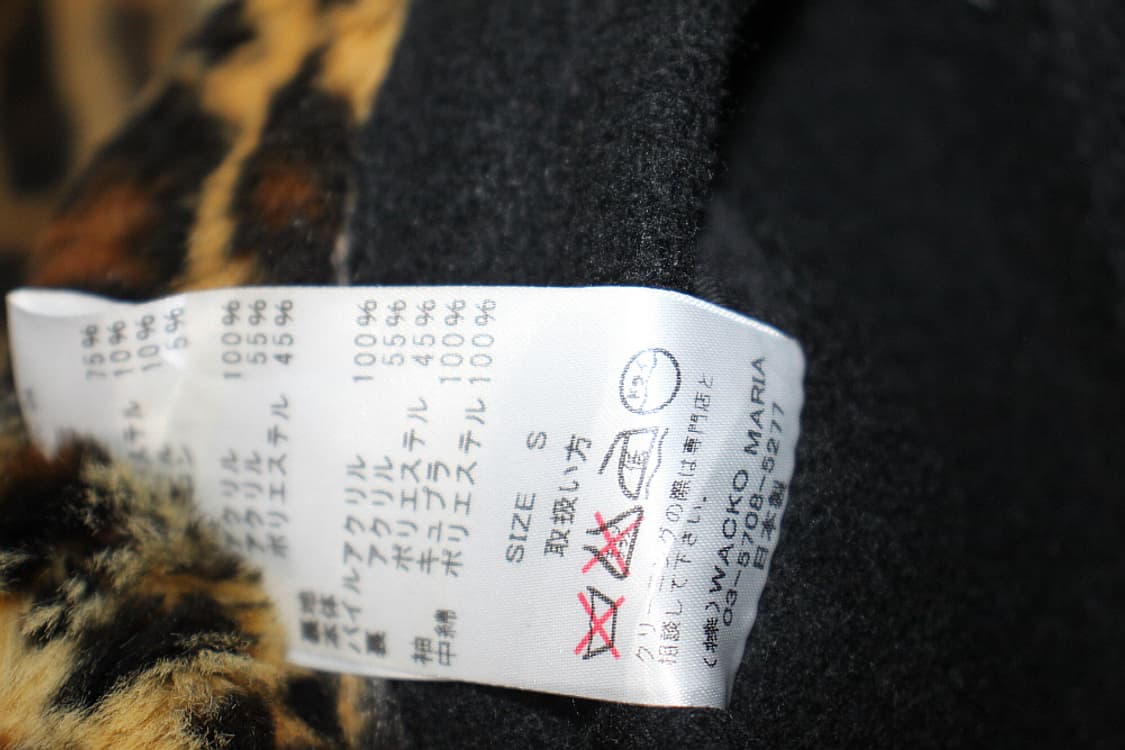 75%
10%
10%
5%
アクリル 100%
アクリル 55%
ポリエステル 45%
裏地
本体
パイル アクリル 100%
裏 アクリル 55%
ポリエステル 45%
袖 キュプラ 100%
中綿 ポリエステル 100%
SIZE S
取扱い方
クリーニングの際は専門店と
相談して下さい。
(株)WACKO MARIA
03-5708-5277
日本製